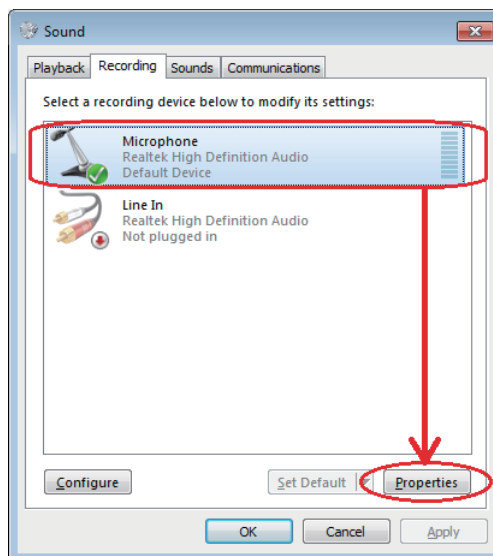 Sound
Playback Recording Sounds Communications
Select a recording device below to modify its settings:
Microphone
Realtek High Definition Audio
Default Device
Line In
Realtek High Definition Audio
Not plugged in
Configure Set Default Properties
OK Cancel Apply